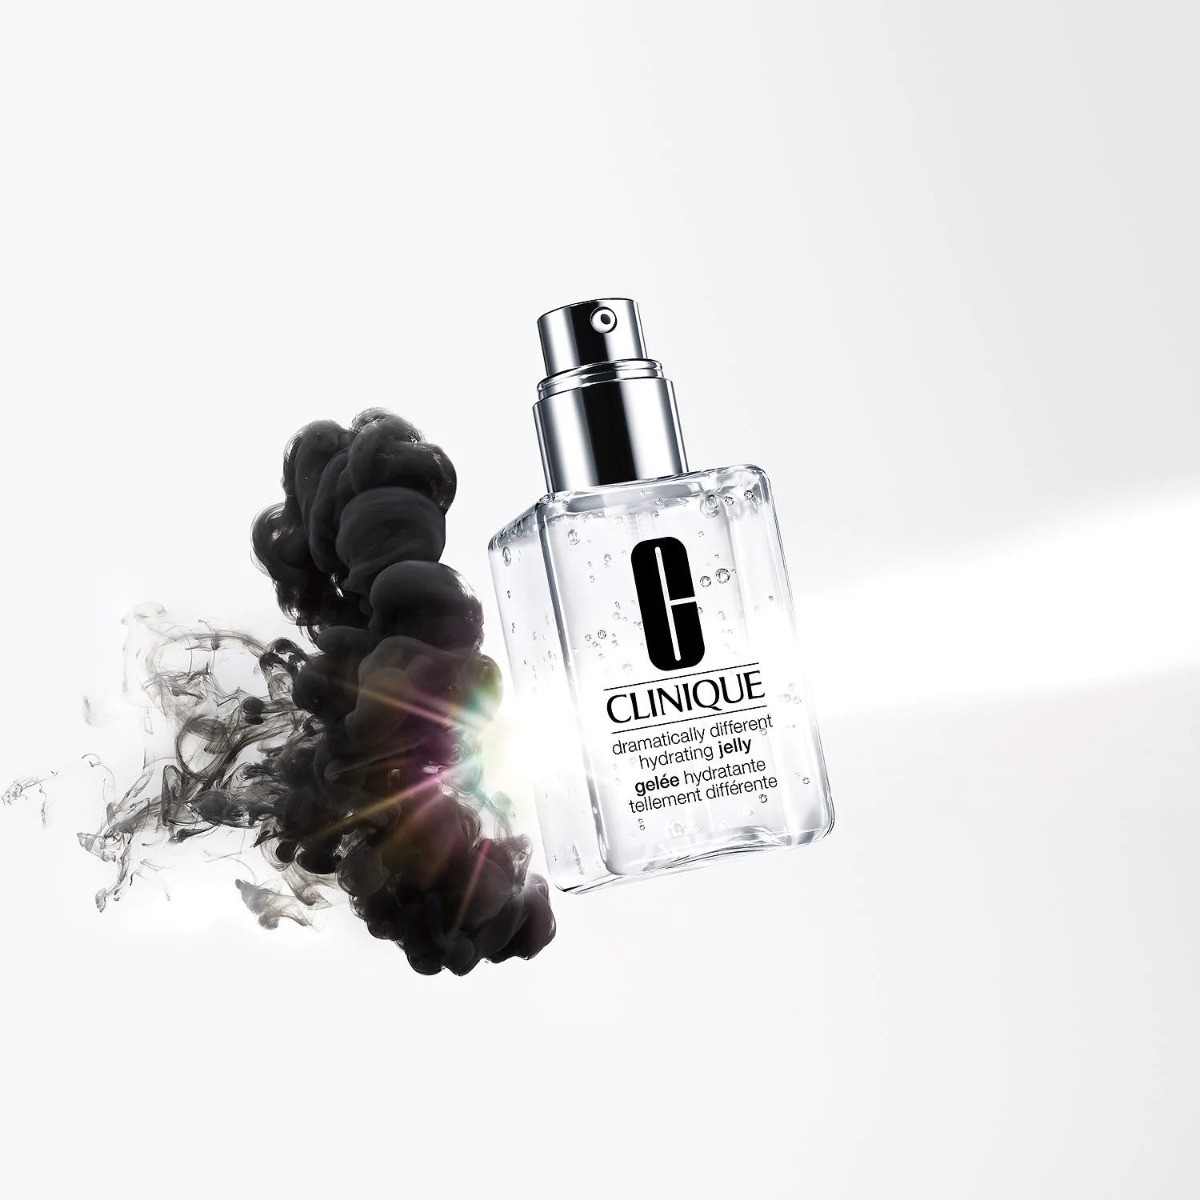 C
CLINIQUE
dramatically different
hydrating jelly
gelée hydratante
tellement différente